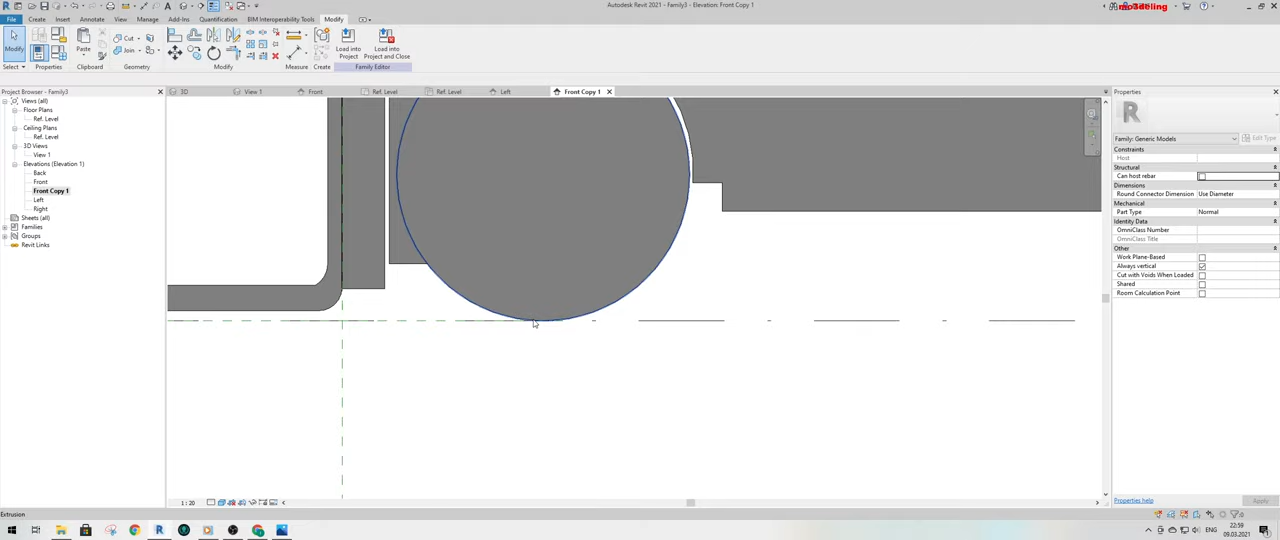 Autodesk Revit 2021 - Family3 - Elevation: Front Copy 1
mo3deling
File
Create
Insert
Annotate
View
Manage
Add-Ins
Quantification
BIM Interoperability Tools
Modify
Modify
Paste
Cut
Join
Load into
Project
Load into
Project and Close
Select
Properties
Clipboard
Geometry
Modify
Measure
Create
Family Editor
Project Browser - Family3
3D
View 1
Front
Ref. Level
Ref. Level
Left
Front Copy 1
Properties
Views (all)
Floor Plans
Ref. Level
Ceiling Plans
Ref. Level
3D Views
View 1
Elevations (Elevation 1)
Back
Front
Front Copy 1
Left
Right
Sheets (all)
Families
Groups
Revit Links
Family: Generic Models
Edit Type
Constraints
Host
Structural
Can host rebar
Dimensions
Round Connector Dimension
Use Diameter
Mechanical
Part Type
Normal
Identity Data
OmniClass Number
OmniClass Title
Other
Work Plane-Based
Always vertical
Cut with Voids When Loaded
Shared
Room Calculation Point
1 : 20
Properties help
Apply
Extrusion
:0
ENG
22:59
09.03.2021